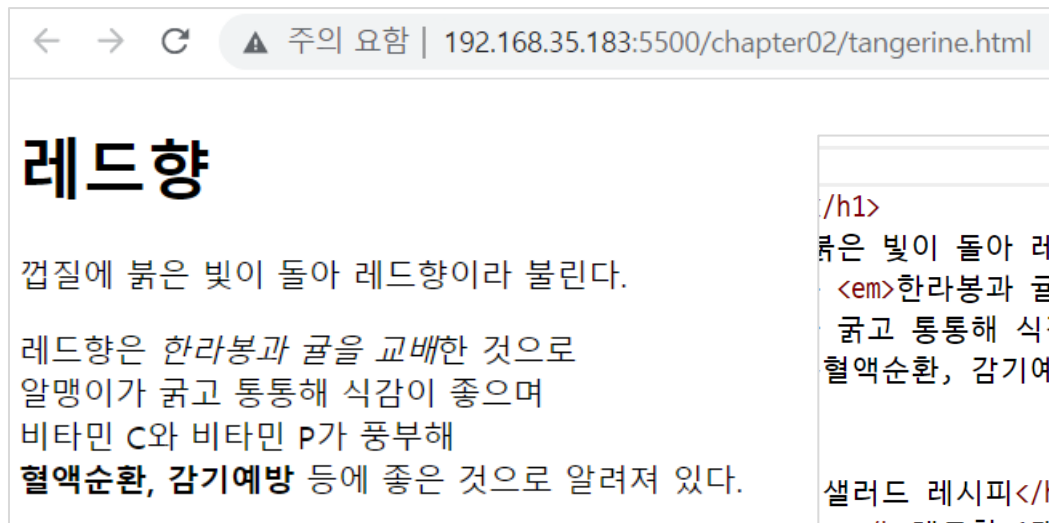 주의 요함 | 192.168.35.183:5500/chapter02/tangerine.html
레드향
껍질에 붉은 빛이 돌아 레드향이라 불린다.
레드향은 한라봉과 귤을 교배한 것으로
알맹이가 굵고 통통해 식감이 좋으며
비타민 C와 비타민 P가 풍부해
혈액순환, 감기예방 등에 좋은 것으로 알려져 있다.
/h1>
빛이 돌아
<em>한라봉과
굵고 통통해
혈액순환,
샐러드 레시피</